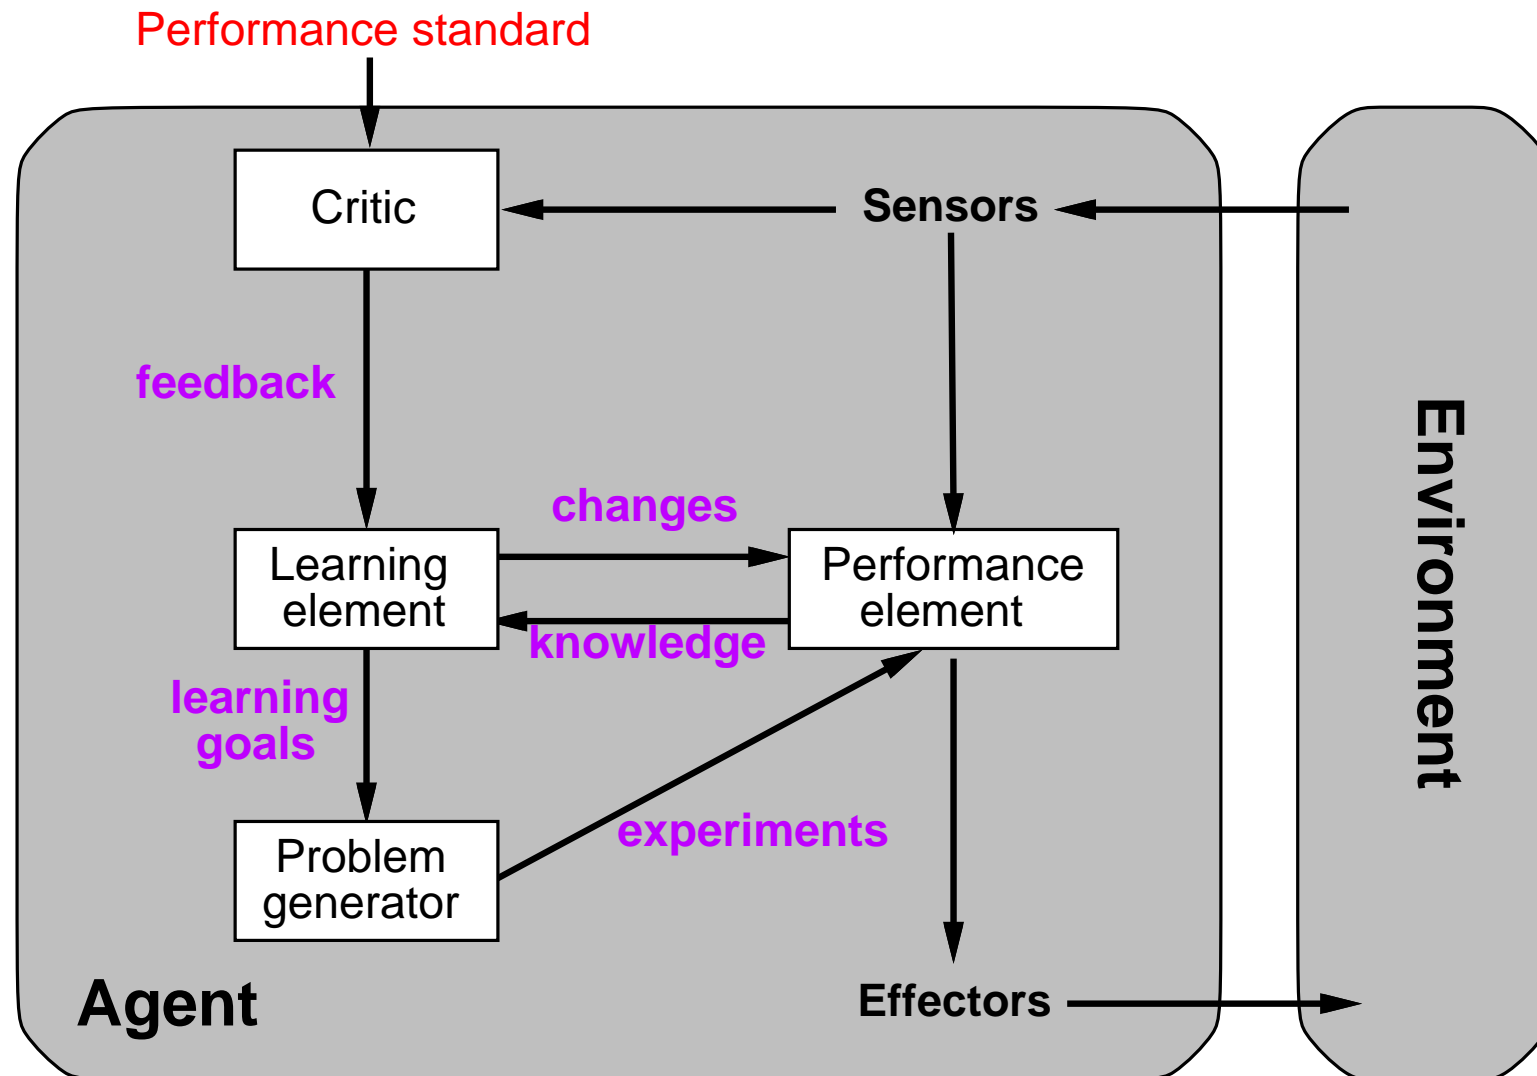 Performance standard
Critic
Sensors
feedback
changes
Learning
element
Performance
element
knowledge
learning
goals
experiments
Problem
generator
Agent
Effectors
Environment